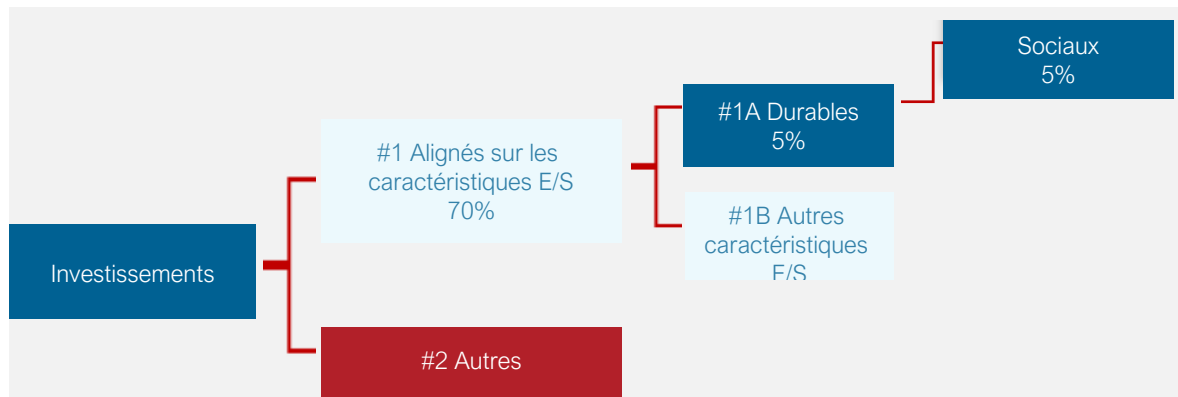 Sociaux
5%
#1A Durables
5%
#1 Alignés sur les
caractéristiques E/S
70%
#1B Autres
caractéristiques
E/S
Investissements
#2 Autres